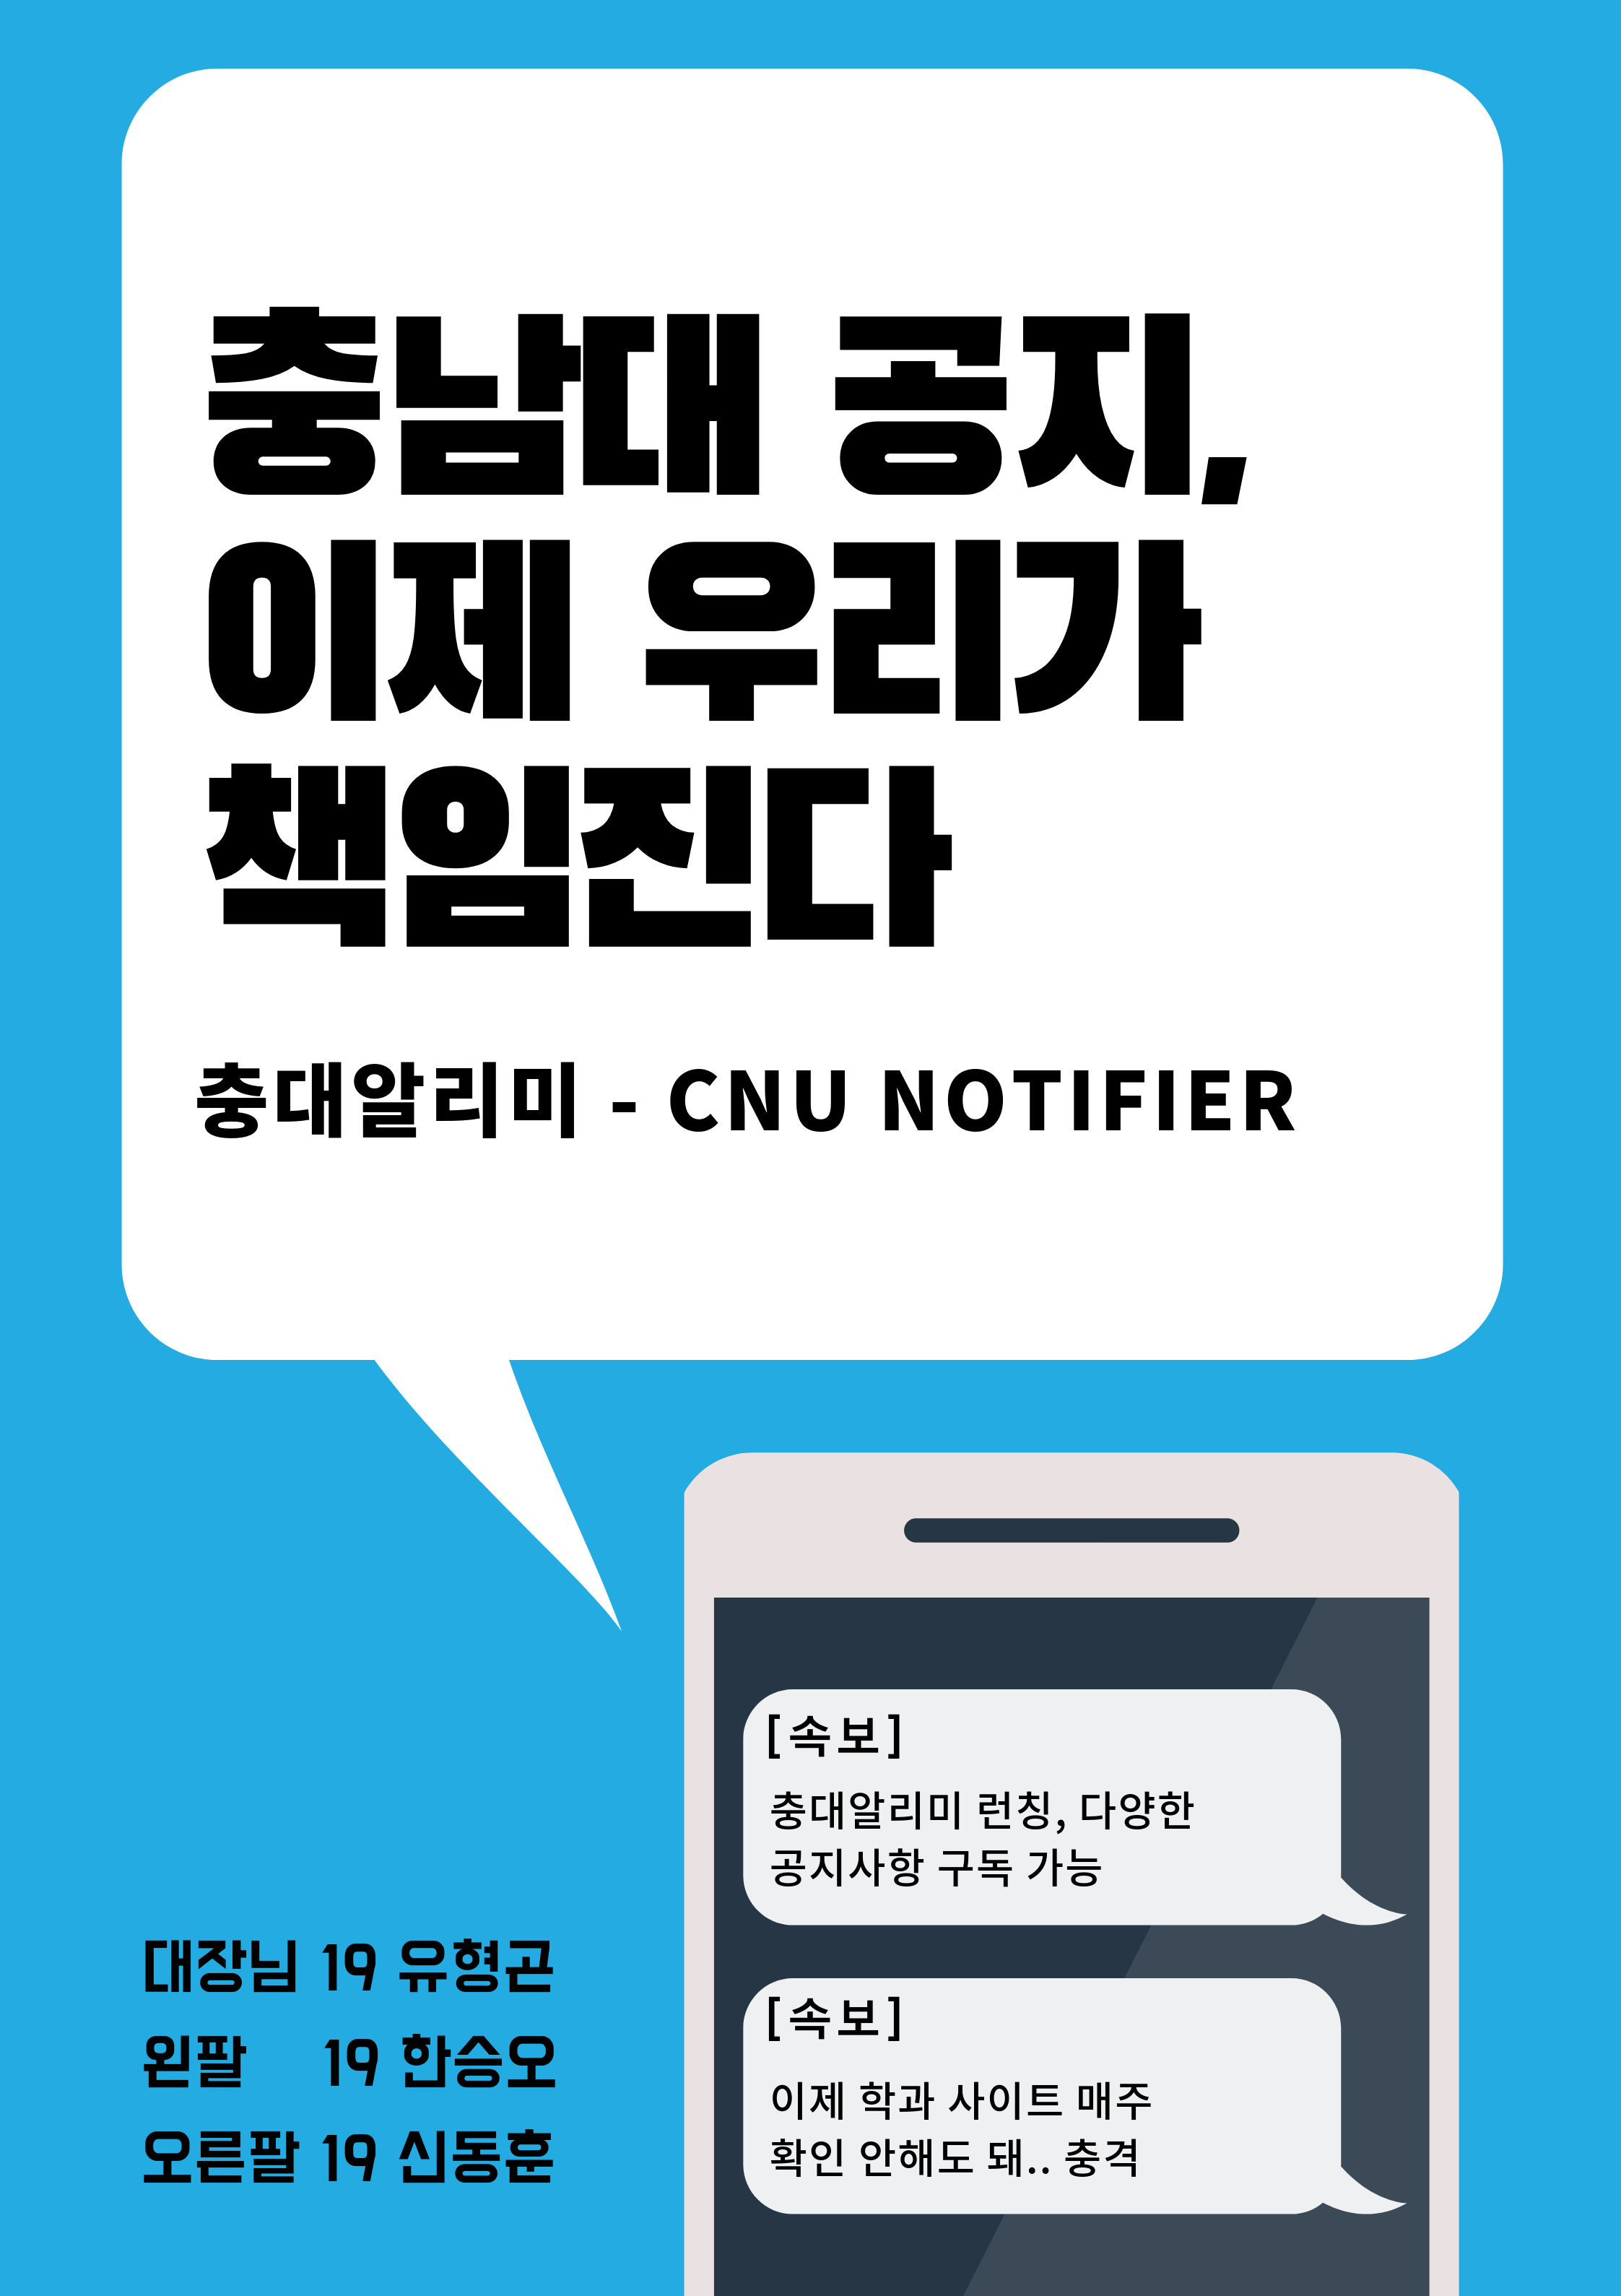 충남대 공지,
이제 우리가
책임진다
충대알리미 - CNU NOTIFIER
[속보]
충대알리미 런칭, 다양한
공지사항 구독 가능
[속보]
이제 학과 사이트 매주
확인 안해도 돼.. 충격
대장님 19 유형곤
왼팔 19 한승오
오른팔 19 신동훈